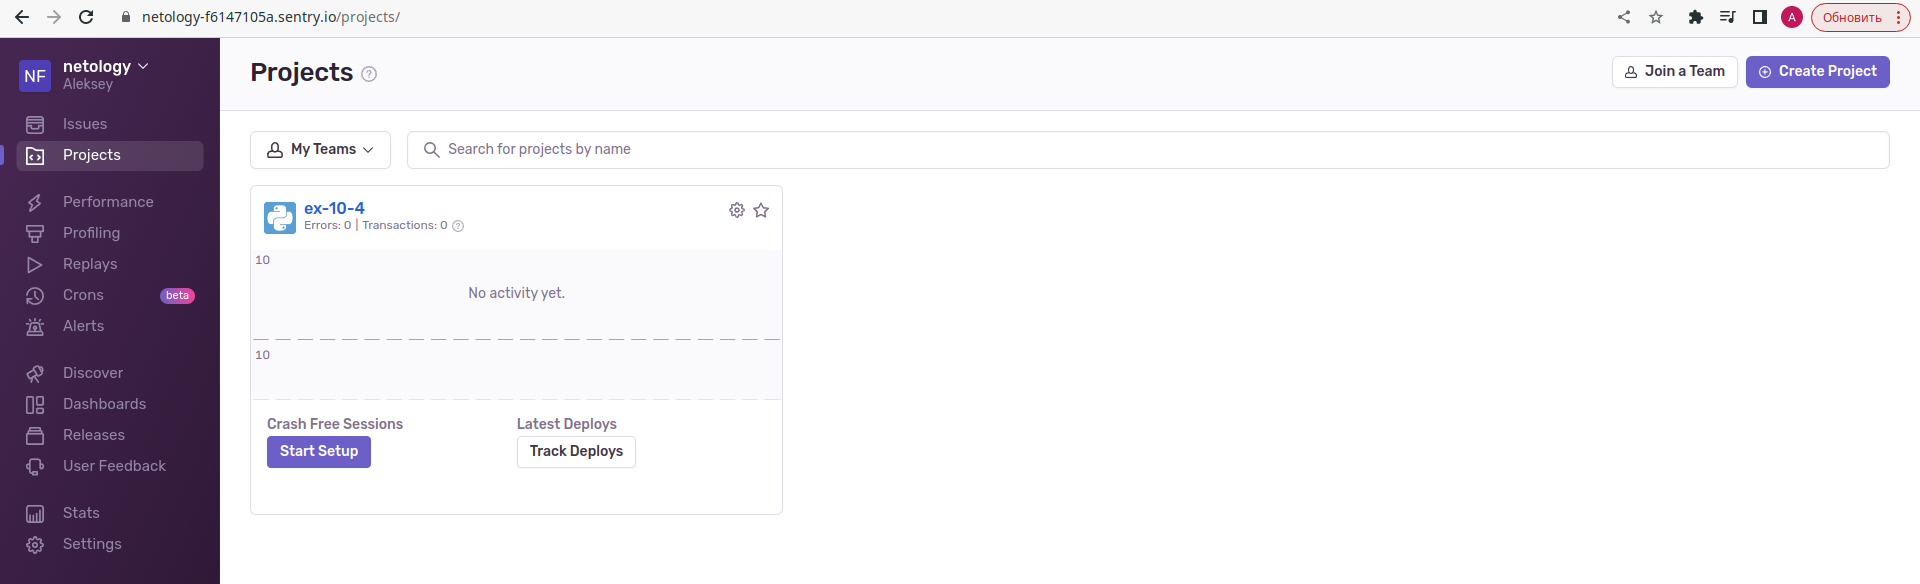 netology-f6147105a.sentry.io/projects/
A
Обновить
NF
netology
Aleksey
Issues
Projects
Performance
Profiling
Replays
Crons beta
Alerts
Discover
Dashboards
Releases
User Feedback
Stats
Settings
Projects ?
Join a Team
Create Project
My Teams
Search for projects by name
ex-10-4
Errors: 0 | Transactions: 0 ?
10
No activity yet.
10
Crash Free Sessions
Start Setup
Latest Deploys
Track Deploys